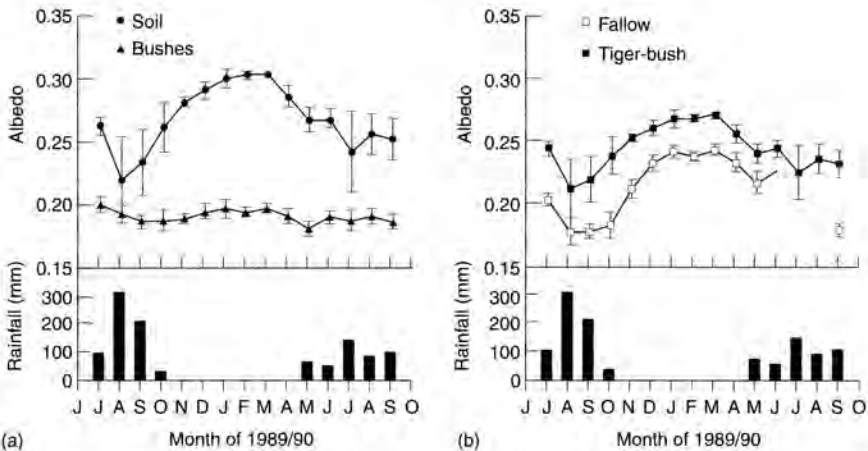 Soil
Bushes
Albedo
0.35
0.30
0.25
0.20
0.15
Rainfall (mm)
300
200
100
0
J J A S O N D J F M A M J J A S O
(a)
Month of 1989/90
Fallow
Tiger-bush
Albedo
0.35
0.30
0.25
0.20
0.15
Rainfall (mm)
300
200
100
0
J J A S O N D J F M A M J J A S O
(b)
Month of 1989/90